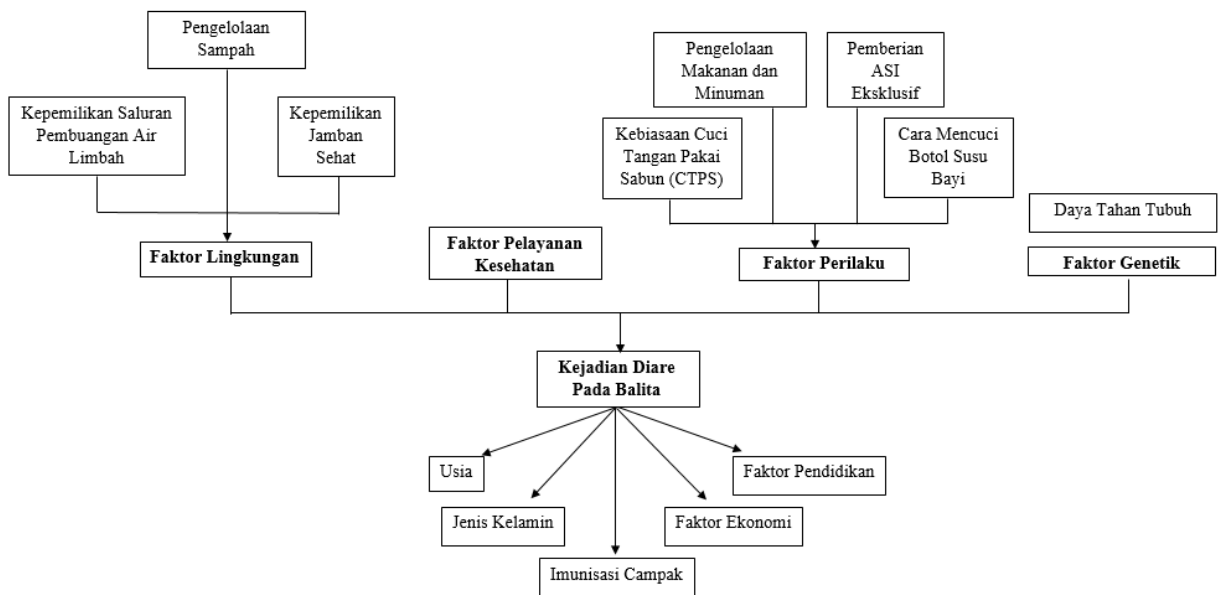 Pengelolaan
Sampah
Kepemilikan Saluran
Pembuangan Air
Limbah
Kepemilikan
Jamban
Sehat
Pengelolaan
Makanan dan
Minuman
Pemberian
ASI
Eksklusif
Kebiasaan Cuci
Tangan Pakai
Sabun (CTPS)
Cara Mencuci
Botol Susu
Bayi
Daya Tahan Tubuh
Faktor Lingkungan
Faktor Pelayanan
Kesehatan
Faktor Perilaku
Faktor Genetik
Kejadian Diare
Pada Balita
Usia
Faktor Pendidikan
Jenis Kelamin
Faktor Ekonomi
Imunisasi Campak